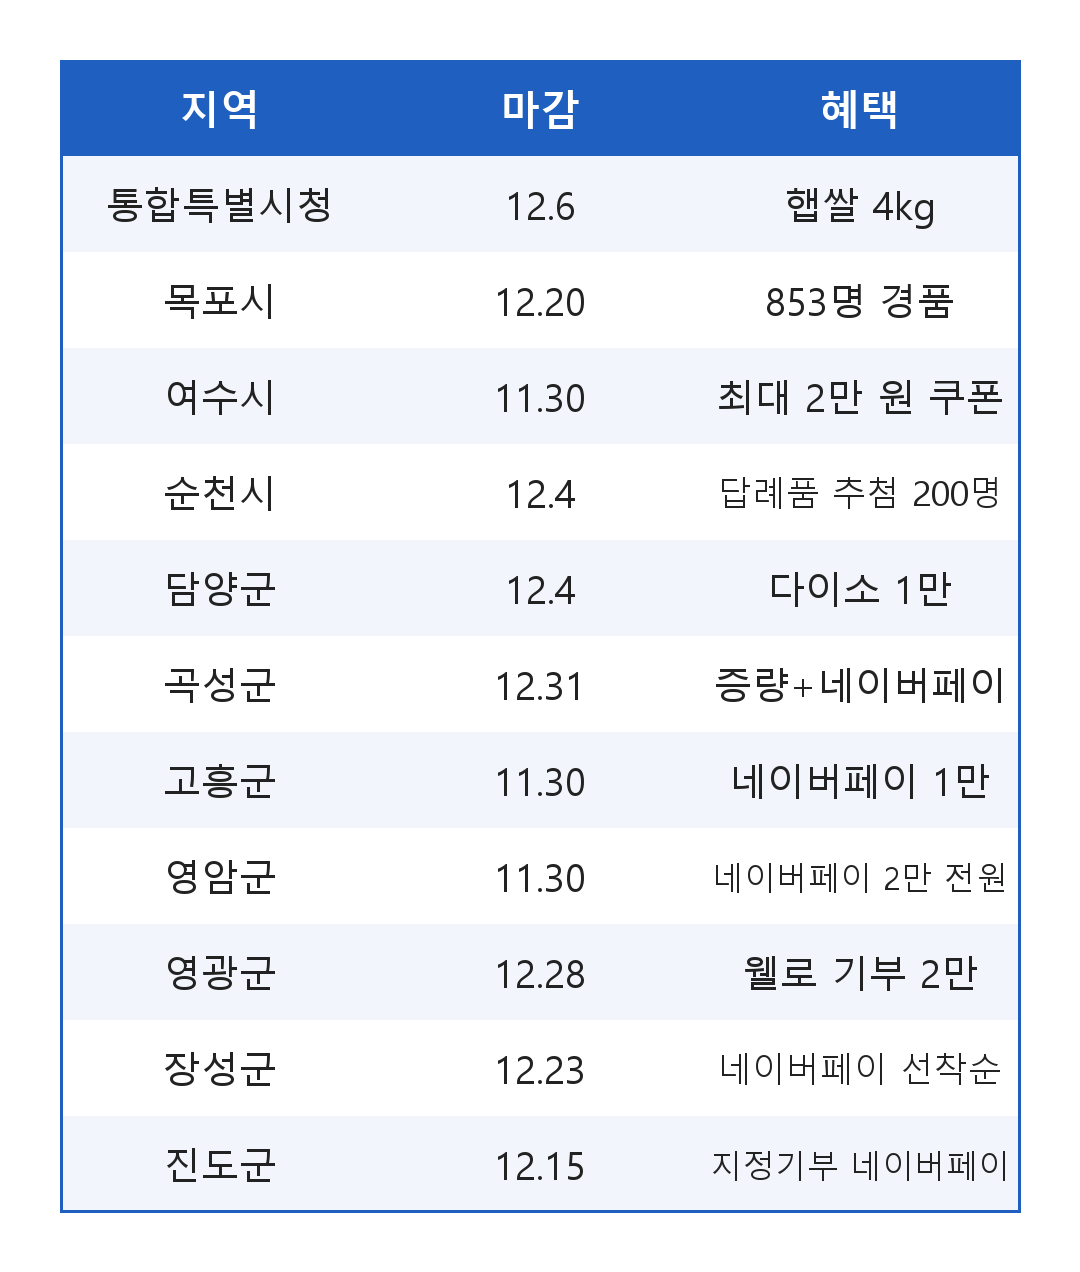 지역 마감 혜택
통합특별시청 12.6 햅쌀 4kg
목포시 12.20 853명 경품
여수시 11.30 최대 2만 원 쿠폰
순천시 12.4 답례품 추첨 200명
담양군 12.4 다이소 1만
곡성군 12.31 증량+네이버페이
고흥군 11.30 네이버페이 1만
영암군 11.30 네이버페이 2만 전원
영광군 12.28 웰로 기부 2만
장성군 12.23 네이버페이 선착순
진도군 12.15 지정기부 네이버페이